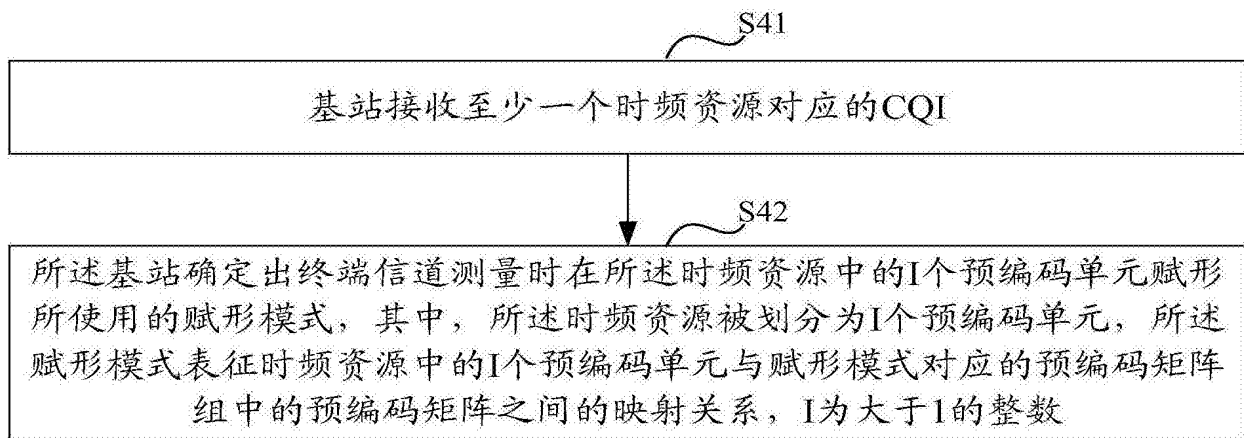 S41
基站接收至少一个时频资源对应的CQI
S42
所述基站确定出终端信道测量时在所述时频资源中的I个预编码单元赋形
所使用的赋形模式，其中，所述时频资源被划分为I个预编码单元，所述
赋形模式表征时频资源中的I个预编码单元与赋形模式对应的预编码矩阵
组中的预编码矩阵之间的映射关系，I为大于1的整数